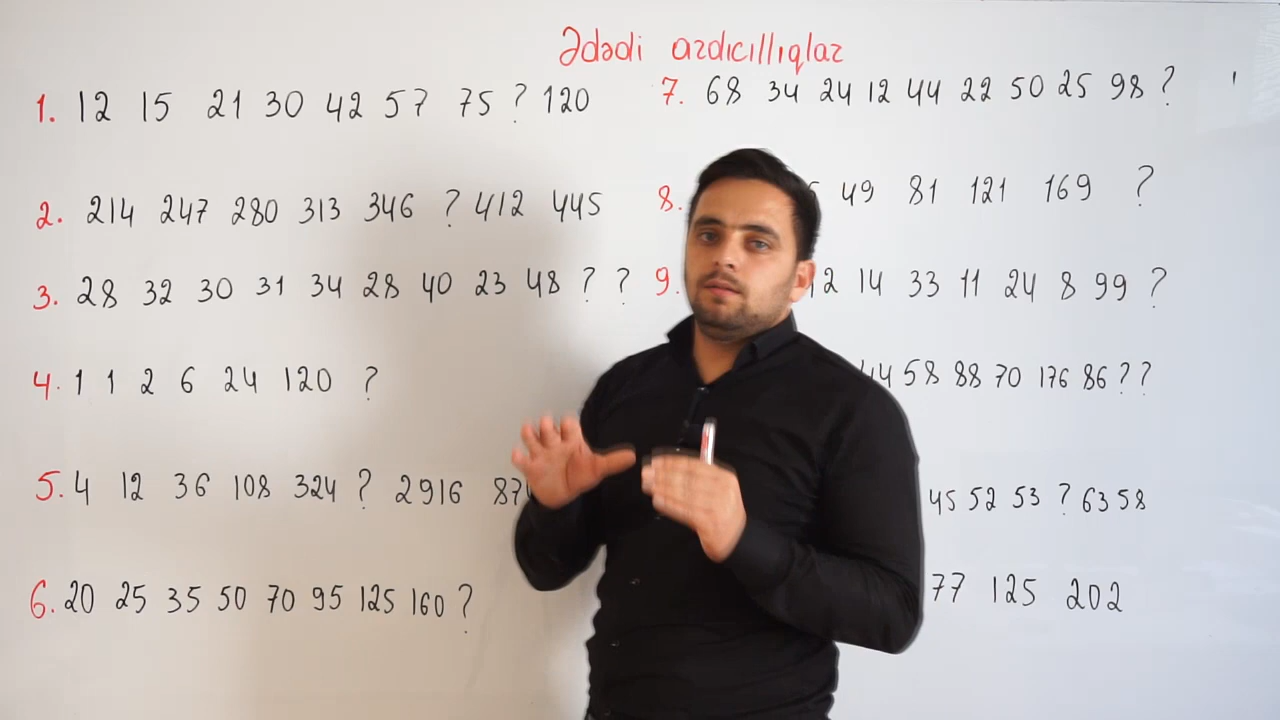 Ədədi ardıcıllıqlar
1. 12 15 21 30 42 57 75 ? 120
2. 214 247 280 313 346 ? 412 445
3. 28 32 30 31 34 28 40 23 48 ? ?
4. 1 1 2 6 24 120 ?
5. 4 12 36 108 324 ? 2916
6. 20 25 35 50 70 95 125 160 ?
7. 68 34 24 12 44 22 50 25 98 ?
8. 49 81 121 169 ?
9. 14 33 11 24 8 99 ?
44 58 88 70 176 86 ? ?
45 52 53 ? 63 58
77 125 202